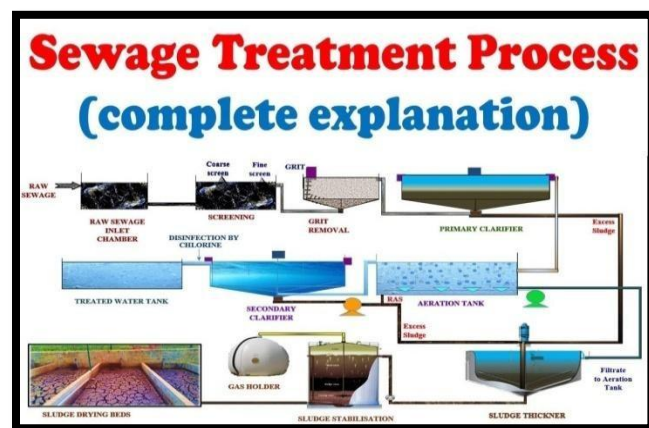 Sewage Treatment Process
(complete explanation)
Coarse
screen
Fine
screen
GRIT
RAW
SEWAGE
RAW SEWAGE
INLET
CHAMBER
SCREENING
GRIT
REMOVAL
PRIMARY CLARIFIER
Excess
Sludge
DISINFECTION BY
CHLORINE
TREATED WATER TANK
SECONDARY
CLARIFIER
RAS
AERATION TANK
Excess
Sludge
Filtrate
to Aeration
Tank
GAS HOLDER
SLUDGE DRYING BEDS
SLUDGE STABILISATION
SLUDGE THICKNER